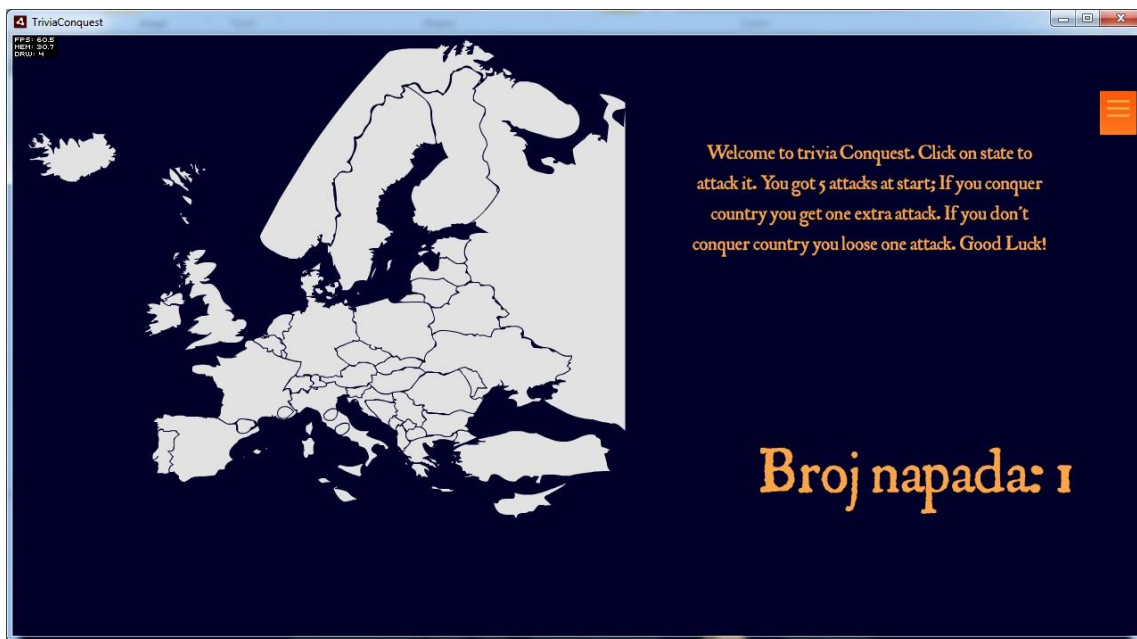 TriviaConquest
FPS: 60.5
MEM: 30.7
DRW: 4
Welcome to trivia Conquest. Click on state to
attack it. You got 5 attacks at start; If you conquer
country you get one extra attack. If you don't
conquer country you loose one attack. Good Luck!
Broj napada: 1